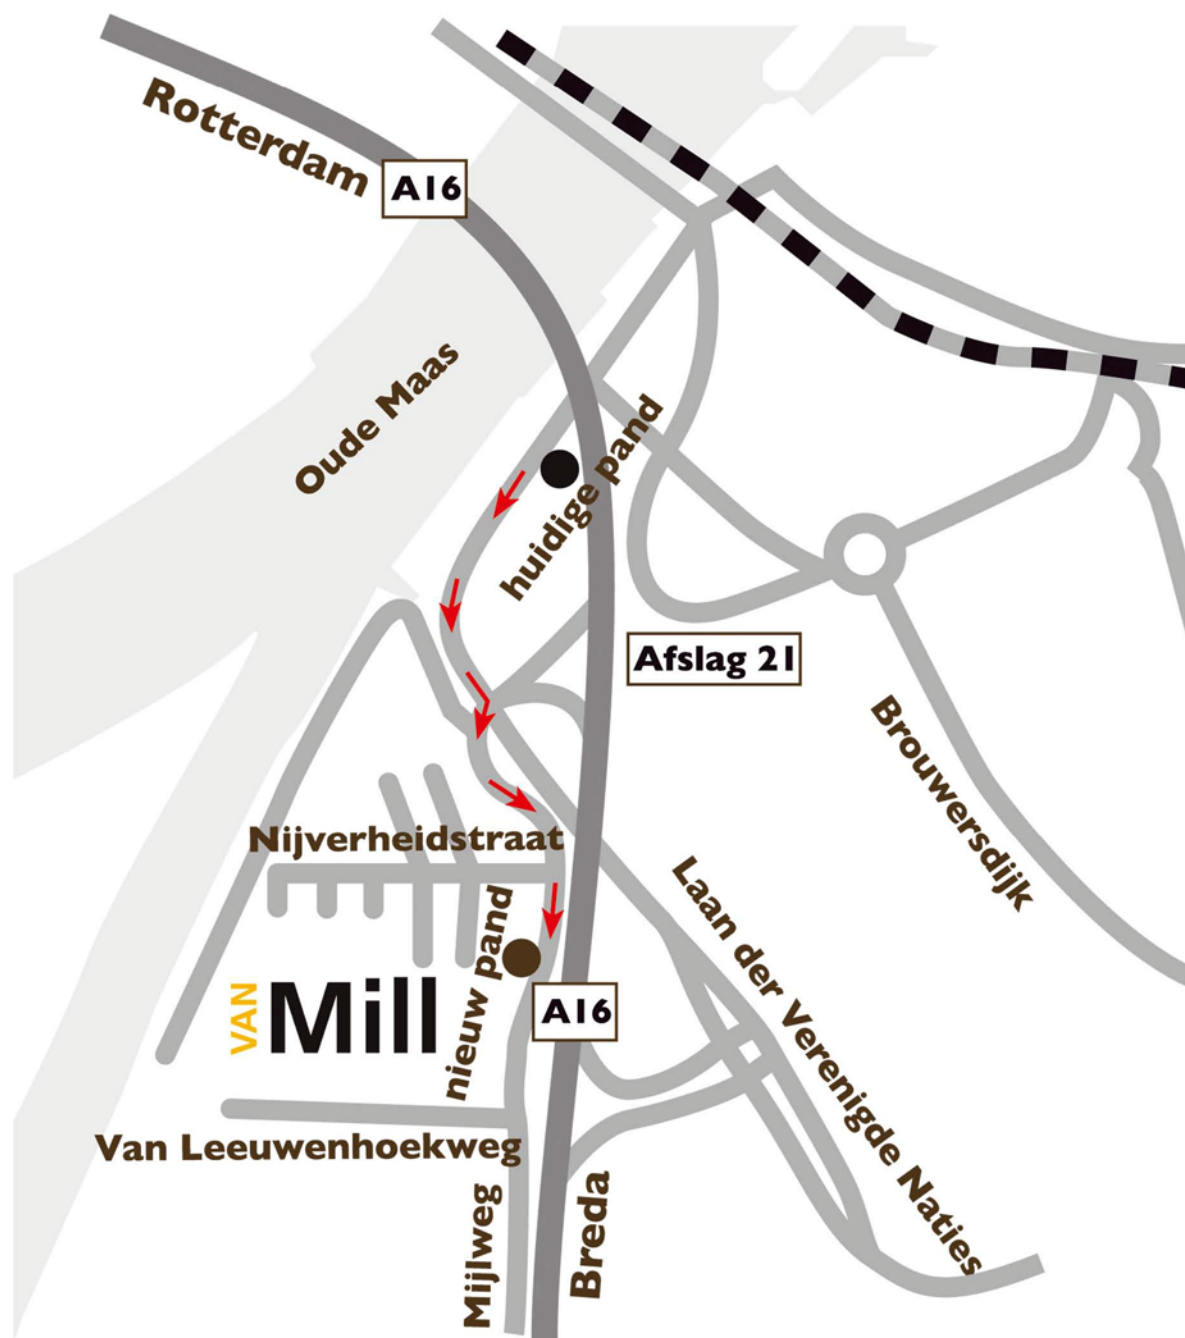 Rotterdam
A16
Oude Maas
huidige pand
Afslag 21
Brouwersdijk
Nijverheidstraat
Laan der Verenigde Naties
nieuw pand
VAN
Mill
A16
Van Leeuwenhoekweg
Mijlweg
Breda